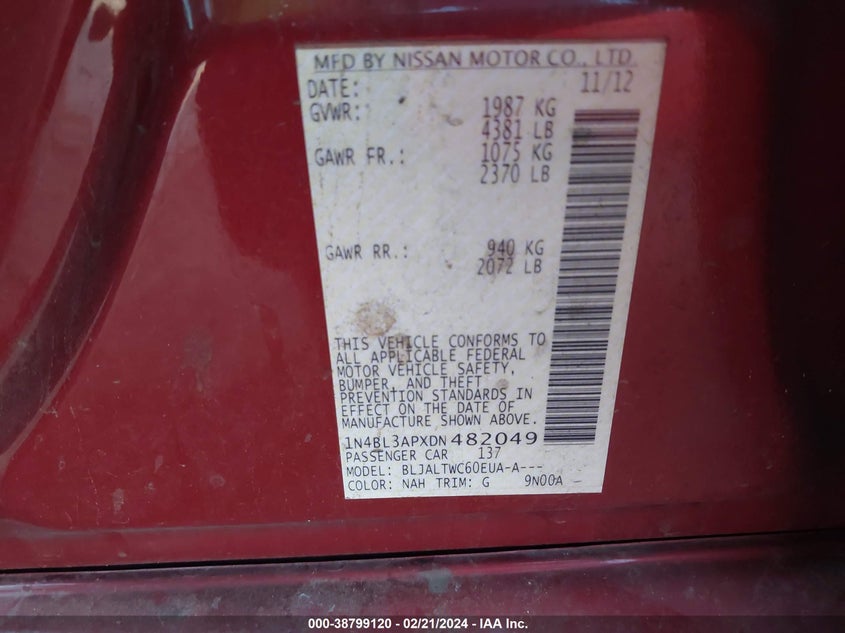 MFD BY NISSAN MOTOR CO., LTD.
DATE: 11/12
GVWR: 1987 KG
4381 LB
GAWR FR.: 1075 KG
2370 LB
GAWR RR.: 940 KG
2072 LB
THIS VEHICLE CONFORMS TO
ALL APPLICABLE FEDERAL
MOTOR VEHICLE SAFETY,
BUMPER, AND THEFT
PREVENTION STANDARDS IN
EFFECT ON THE DATE OF
MANUFACTURE SHOWN ABOVE.
1N4BL3APXDN482049
PASSENGER CAR 137
MODEL: BLJALTWC60EUA-A---
COLOR: NAH TRIM: G 9N00A -
000-38799120 — 02/21/2024 - IAA Inc.